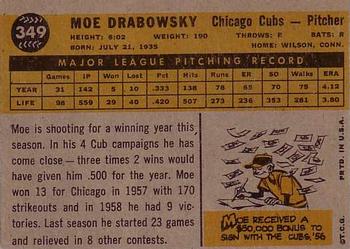 349
MOE DRABOWSKY Chicago Cubs — Pitcher
HEIGHT: 6:02 WEIGHT: 190 THROWS: R BATS: R
BORN: JULY 21, 1935 HOME: WILSON, CONN.
MAJOR LEAGUE PITCHING RECORD
Games IP Won Lost Pct. Hits SO ER BB ERA
YEAR 31 142 5 10 .333 138 78 65 70 75 4.12
LIFE 98 559 29 40 .420 507 273 236 253 3.80
Moe is shooting for a winning year this
season. In his 4 Cub campaigns he has
come close — three times 2 wins
would have given him .500 for the year. Moe
won 13 for Chicago in 1957 with 170
strikeouts and in 1958 he had 9 vic-
tories. Last season he started 23 games
and relieved in 8 other contests.
MOE RECEIVED A
$50,000 BONUS TO
SIGN WITH THE CUBS, '56
PRTD. IN U.S.A.
©T.C.G.